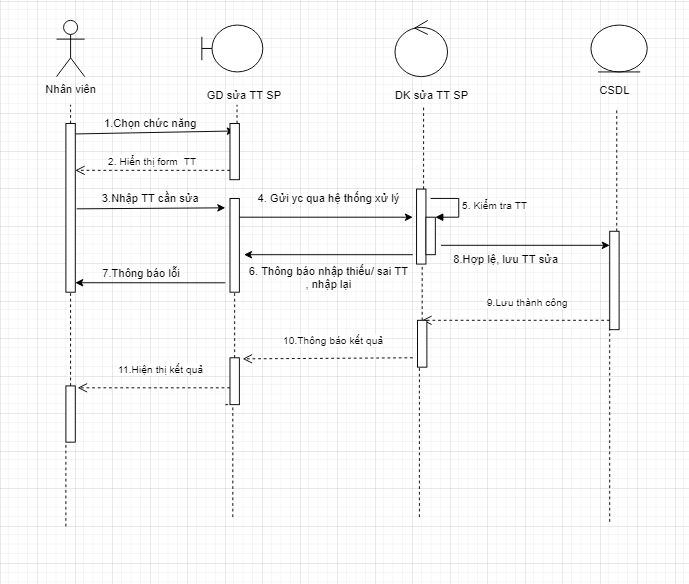 Nhân viên
GD sửa TT SP
DK sửa TT SP
CSDL
1.Chọn chức năng
2. Hiển thị form TT
3.Nhập TT cần sửa
4. Gửi yc qua hệ thống xử lý
5. Kiểm tra TT
6. Thông báo nhập thiếu/ sai TT
, nhập lại
7.Thông báo lỗi
8.Hợp lệ, lưu TT sửa
9.Lưu thành công
10.Thông báo kết quả
11.Hiện thị kết quả